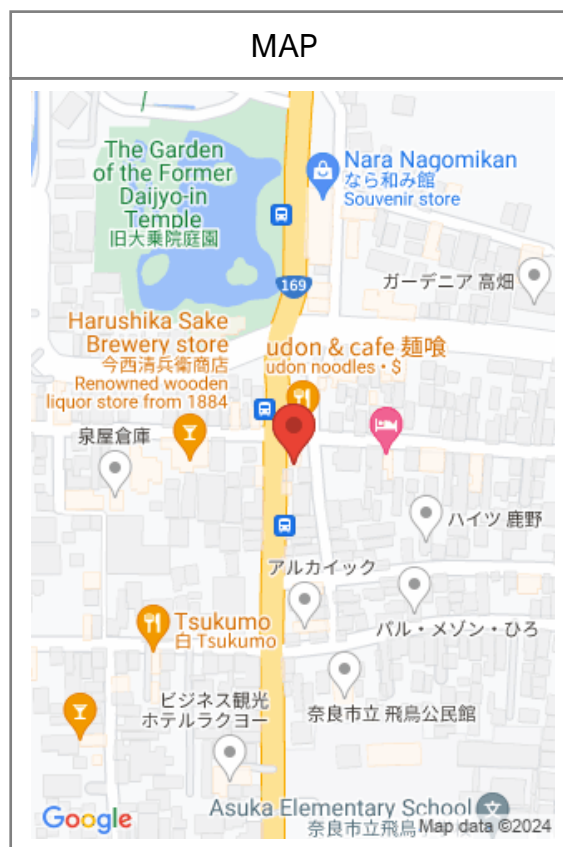 MAP
The Garden
of the Former
Daijyo-in
Temple
旧大乗院庭園
Nara Nagomikan
なら和み館
Souvenir store
169
ガーデニア 高畑
Harushika Sake
Brewery store
今西清兵衛商店
Renowned wooden
liquor store from 1884
udon & cafe 麺喰
udon noodles • $
泉屋倉庫
ハイツ 鹿野
アルカイック
Tsukumo
白 Tsukumo
パル・メゾン・ひろ
ビジネス観光
ホテルラクヨー
奈良市立 飛鳥公民館
Asuka Elementary School
文
奈良市立飛鳥
Google
Map data ©2024